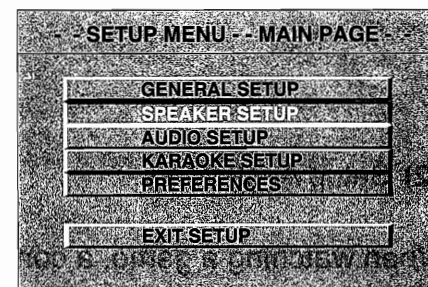 - - SETUP MENU - - MAIN PAGE - -
GENERAL SETUP
SPEAKER SETUP
AUDIO SETUP
KARAOKE SETUP
PREFERENCES
EXIT SETUP